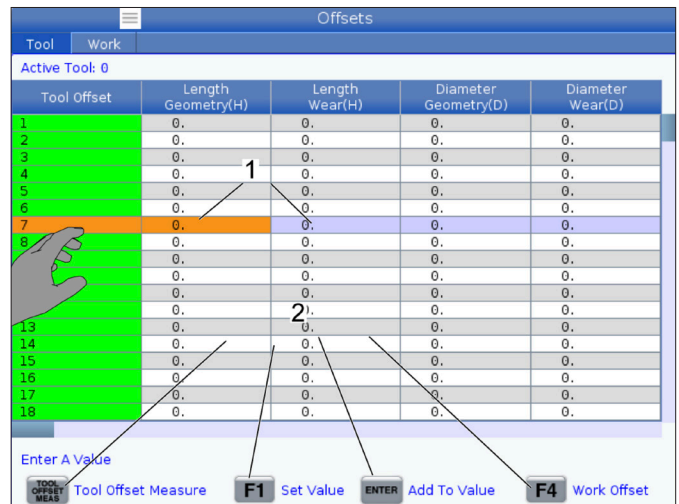 Offsets
Tool Work
Active Tool: 0
Tool Offset Length Geometry(H) Length Wear(H) Diameter Geometry(D) Diameter Wear(D)
1 0. 0. 0. 0.
2 0. 0. 0. 0.
3 0. 0. 0. 0.
4 0. 0. 0. 0.
1
5 0. 0. 0. 0.
6 0. 0. 0. 0.
7 0. 0. 0. 0.
8 0. 0. 0. 0.
0. 0. 0. 0.
0. 0. 0. 0.
0. 0. 0. 0.
0. 0. 0.
2
13 0. 0. 0. 0.
14 0. 0. 0. 0.
15 0. 0. 0. 0.
16 0. 0. 0. 0.
17 0. 0. 0. 0.
18 0. 0. 0. 0.
Enter A Value
TOOL OFFSET MEAS Tool Offset Measure F1 Set Value ENTER Add To Value F4 Work Offset